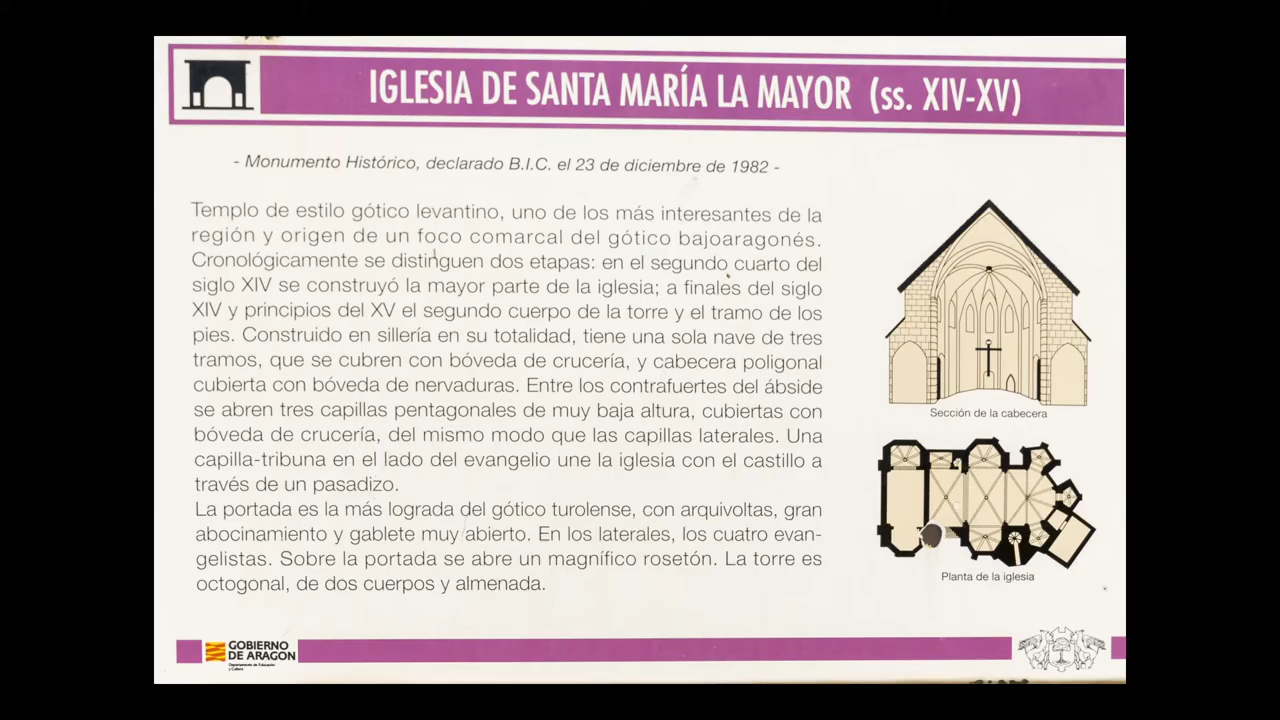 IGLESIA DE SANTA MARÍA LA MAYOR (ss. XIV-XV)
- Monumento Histórico, declarado B.I.C. el 23 de diciembre de 1982 -
Templo de estilo gótico levantino, uno de los más interesantes de la
región y origen de un foco comarcal del gótico bajoaragonés.
Cronológicamente se distinguen dos etapas: en el segundo cuarto del
siglo XIV se construyó la mayor parte de la iglesia; a finales del siglo
XIV y principios del XV el segundo cuerpo de la torre y el tramo de los
pies. Construido en sillería en su totalidad, tiene una sola nave de tres
tramos, que se cubren con bóveda de crucería, y cabecera poligonal
cubierta con bóveda de nervaduras. Entre los contrafuertes del ábside
se abren tres capillas pentagonales de muy baja altura, cubiertas con
bóveda de crucería, del mismo modo que las capillas laterales. Una
capilla-tribuna en el lado del evangelio une la iglesia con el castillo a
través de un pasadizo.
La portada es la más lograda del gótico turolense, con arquivoltas, gran
abocinamiento y gablete muy abierto. En los laterales, los cuatro evan-
gelistas. Sobre la portada se abre un magnífico rosetón. La torre es
octogonal, de dos cuerpos y almenada.
Sección de la cabecera
Planta de la iglesia
GOBIERNO
DE ARAGON
Departamento de Educación
y Cultura